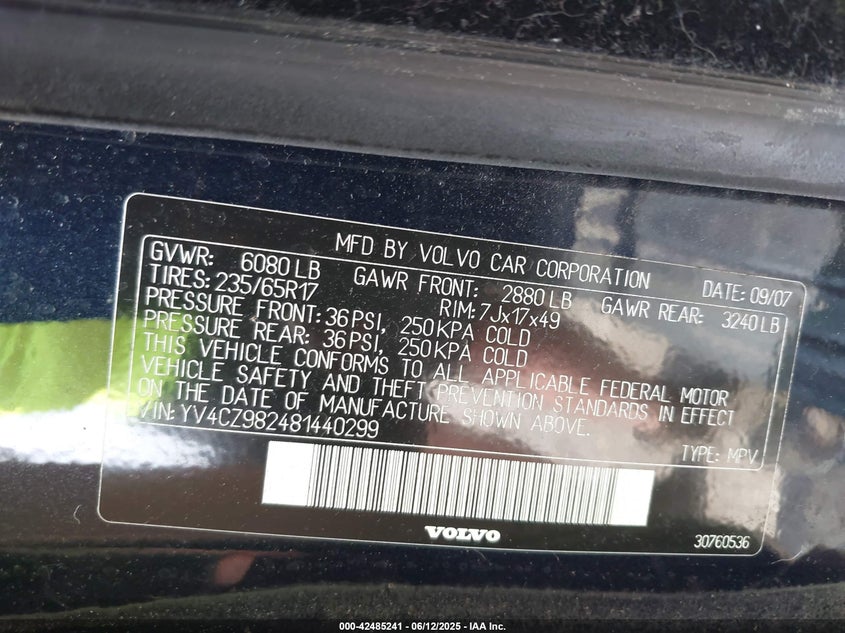 MFD BY VOLVO CAR CORPORATION DATE: 09/07
GVWR: 6080 LB GAWR FRONT: 2880 LB GAWR REAR: 3240 LB
TIRES: 235/65R17 RIM: 7Jx17x49
PRESSURE FRONT: 36 PSI, 250 KPA COLD
PRESSURE REAR: 36 PSI, 250 KPA COLD
THIS VEHICLE CONFORMS TO ALL APPLICABLE FEDERAL MOTOR
VEHICLE SAFETY AND THEFT PREVENTION STANDARDS IN EFFECT
ON THE DATE OF MANUFACTURE SHOWN ABOVE.
VIN: YV4CZ982481440299 TYPE: MPV
VOLVO
30760536
000-42485241 - 06/12/2025 - IAA Inc.